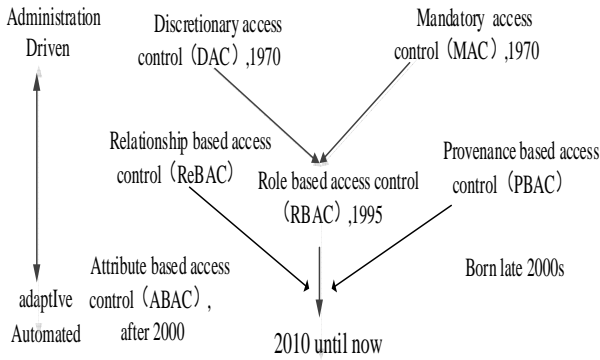 Administration
Driven
Discretionary access
control（DAC）,1970
Mandatory access
control（MAC）,1970
Relationship based access
control（ReBAC）
Role based access control
（RBAC）,1995
Provenance based access
control（PBAC）
Attribute based access
control（ABAC）,
after 2000
Born late 2000s
adaptIve
Automated
2010 until now